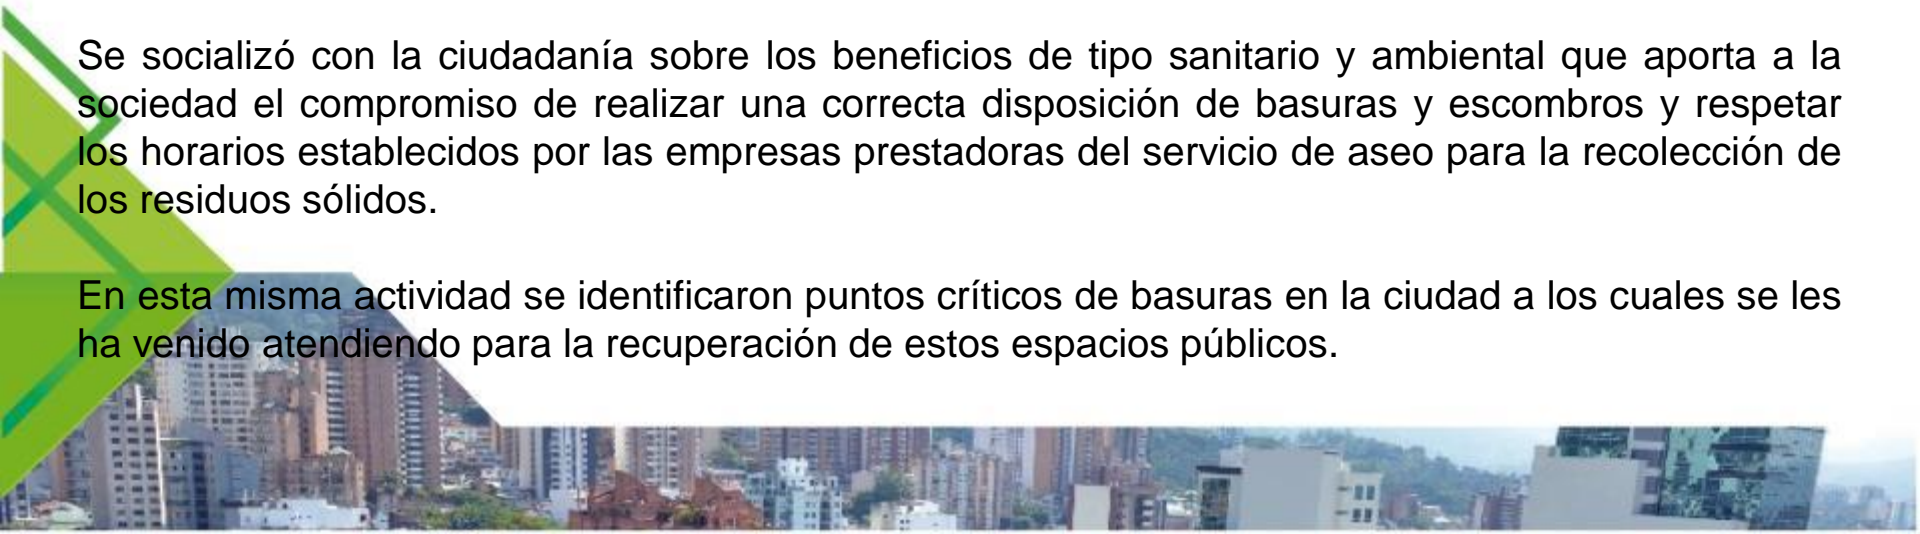 Se socializó con la ciudadanía sobre los beneficios de tipo sanitario y ambiental que aporta a la
sociedad el compromiso de realizar una correcta disposición de basuras y escombros y respetar
los horarios establecidos por las empresas prestadoras del servicio de aseo para la recolección de
los residuos sólidos.
En esta misma actividad se identificaron puntos críticos de basuras en la ciudad a los cuales se les
ha venido atendiendo para la recuperación de estos espacios públicos.